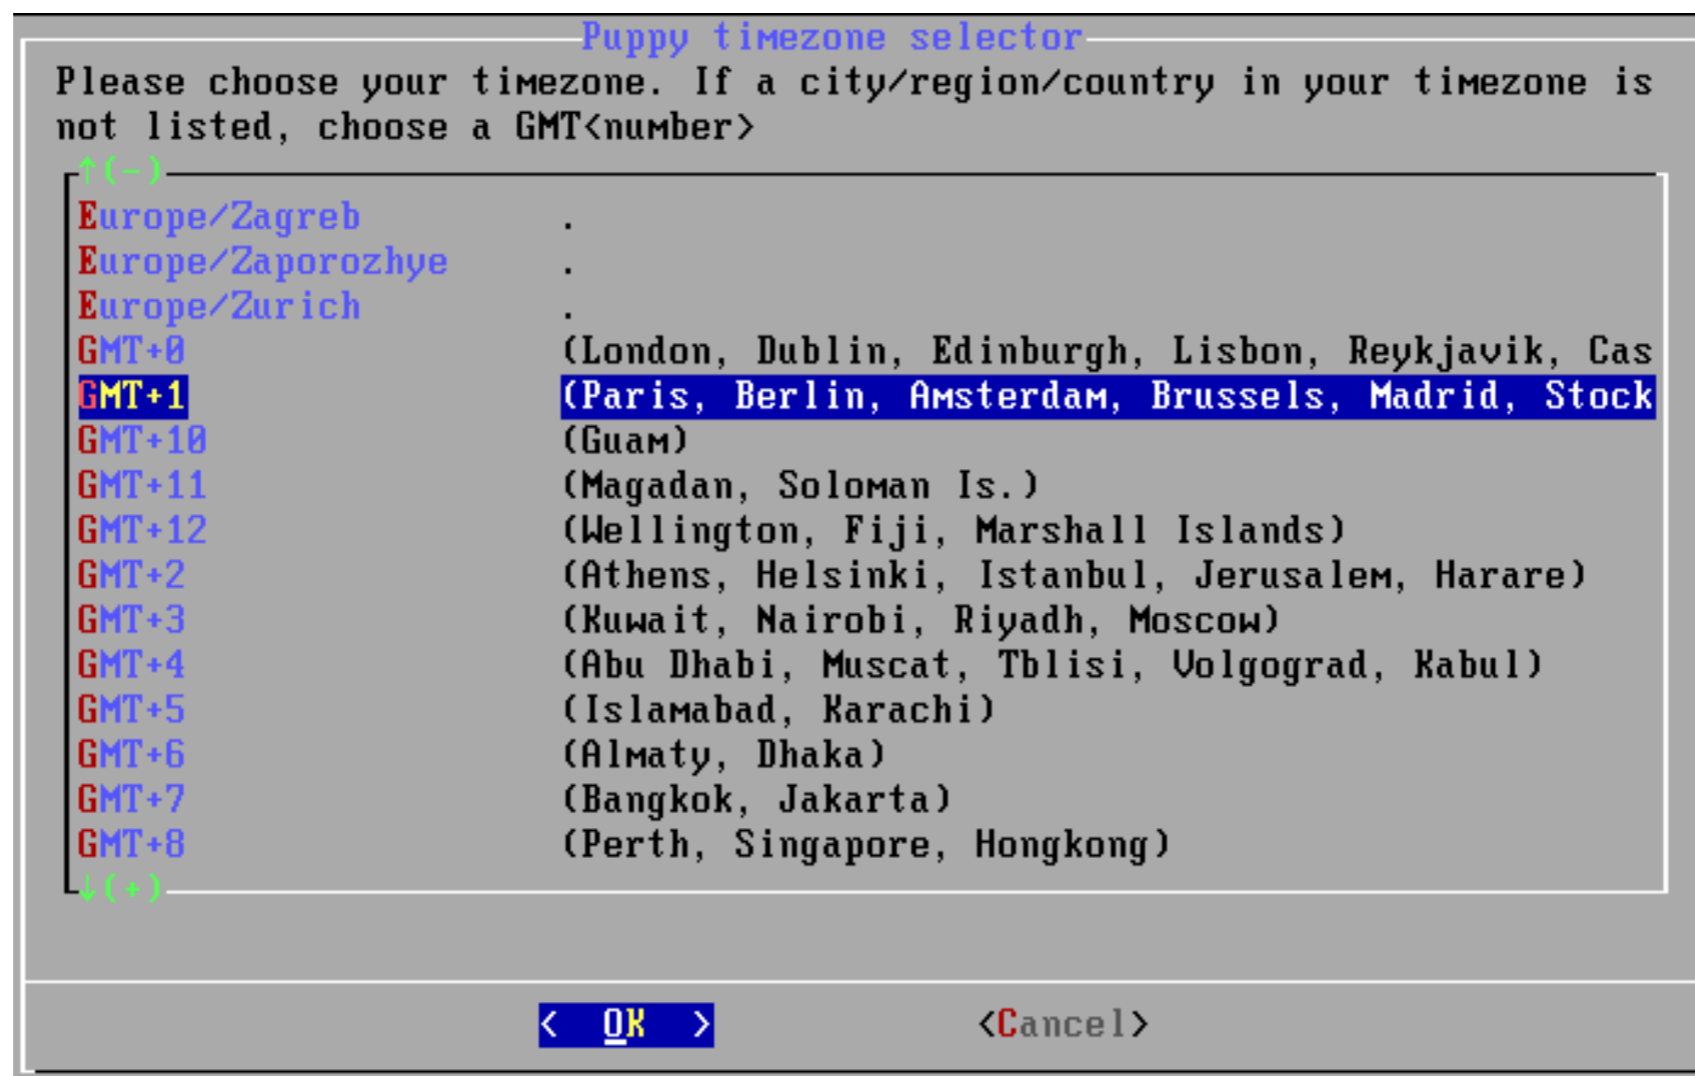 Puppy timezone selector
Please choose your timezone. If a city/region/country in your timezone is
not listed, choose a GMT<number>
↑(-)
Europe/Zagreb .
Europe/Zaporozhye .
Europe/Zurich .
GMT+0 (London, Dublin, Edinburgh, Lisbon, Reykjavik, Cas
GMT+1 (Paris, Berlin, Amsterdam, Brussels, Madrid, Stock
GMT+10 (Guam)
GMT+11 (Magadan, Soloman Is.)
GMT+12 (Wellington, Fiji, Marshall Islands)
GMT+2 (Athens, Helsinki, Istanbul, Jerusalem, Harare)
GMT+3 (Kuwait, Nairobi, Riyadh, Moscow)
GMT+4 (Abu Dhabi, Muscat, Tblisi, Volgograd, Kabul)
GMT+5 (Islamabad, Karachi)
GMT+6 (Almaty, Dhaka)
GMT+7 (Bangkok, Jakarta)
GMT+8 (Perth, Singapore, Hongkong)
↓(+)
< OK > <Cancel>